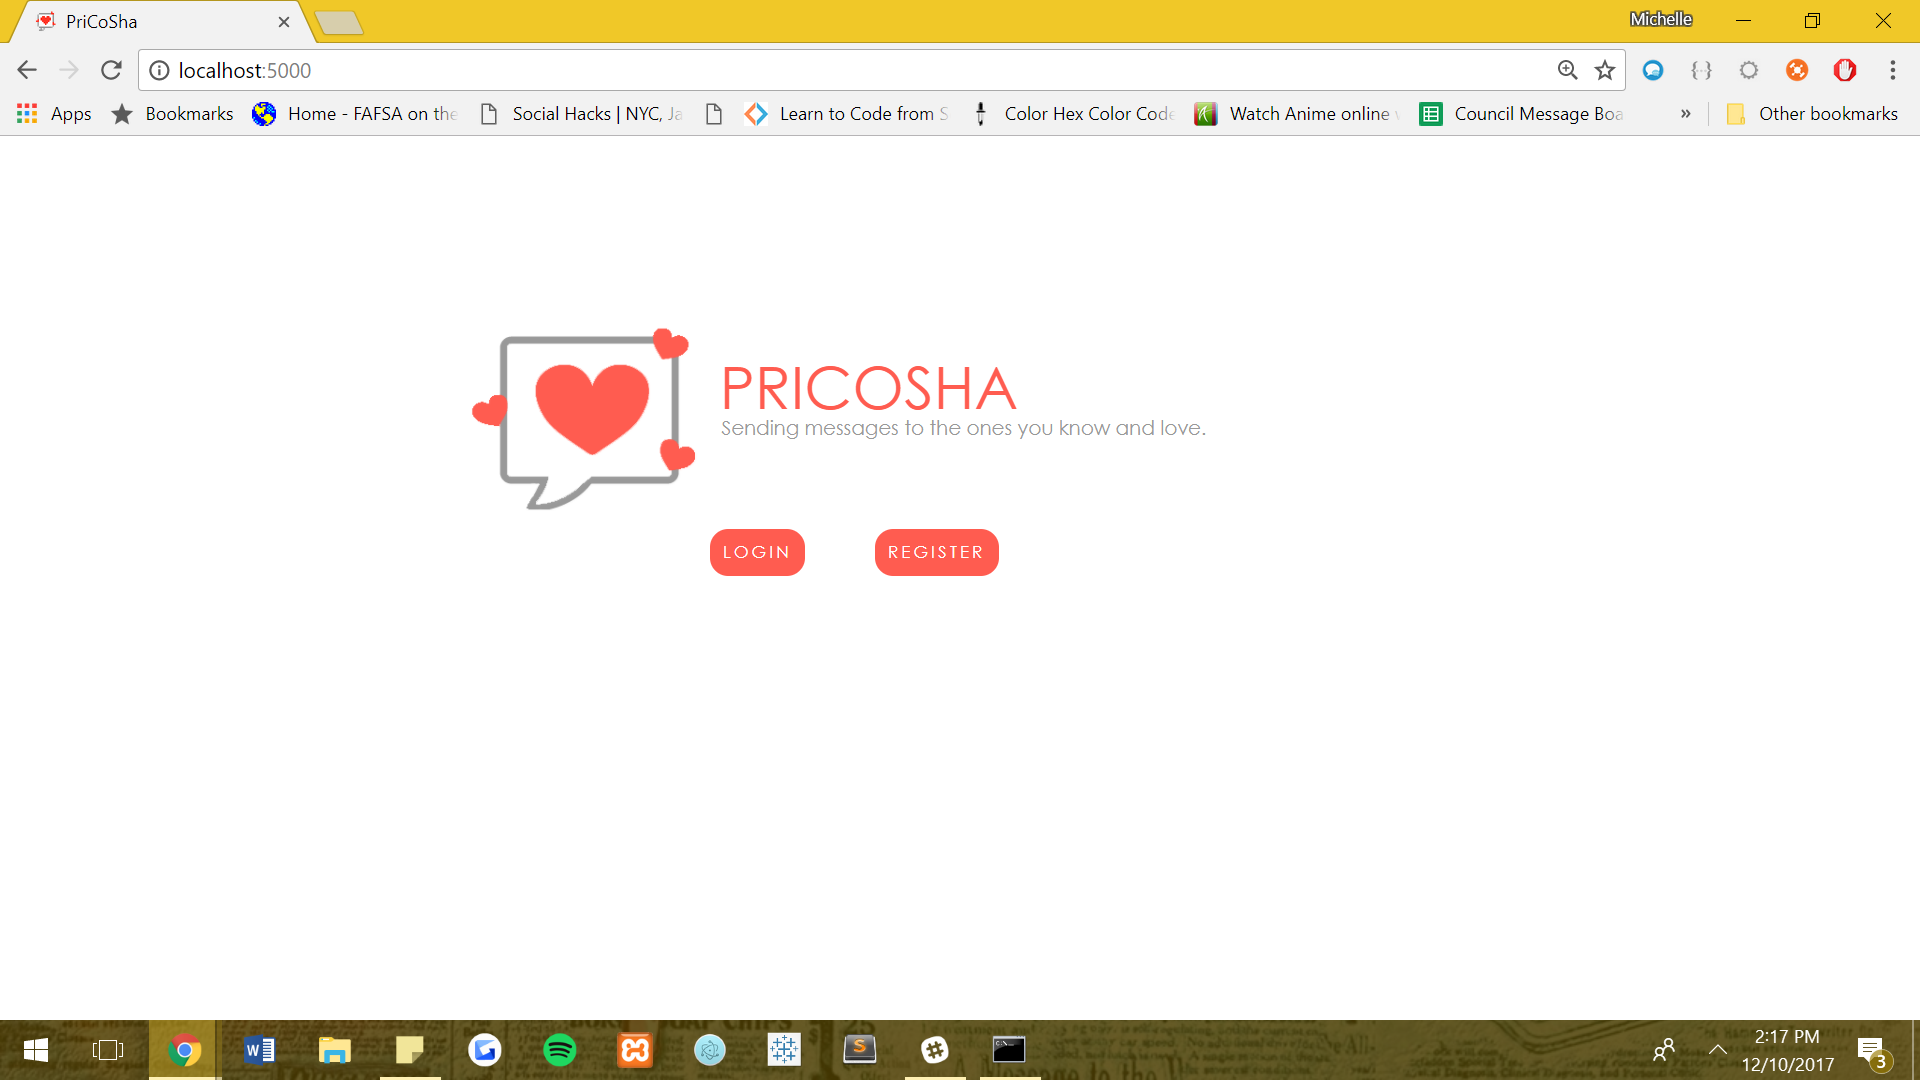 PriCoSha
Michelle
localhost:5000
Apps
Bookmarks
Home - FAFSA on the
Social Hacks | NYC, Ja
Learn to Code from S
Color Hex Color Code
Watch Anime online
Council Message Boa
»
Other bookmarks
PRICOSHA
Sending messages to the ones you know and love.
LOGIN
REGISTER
2:17 PM
12/10/2017
3